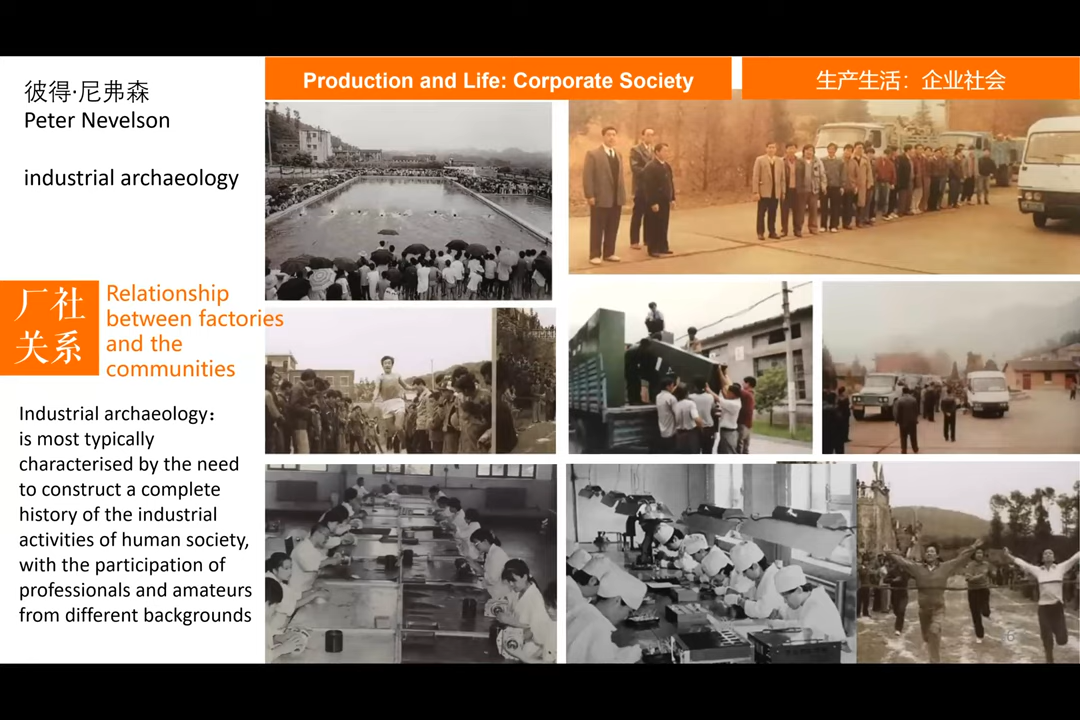 彼得·尼弗森
Peter Nevelson
industrial archaeology
Production and Life: Corporate Society
生产生活：企业社会
厂社
关系
Relationship
between factories
and the
communities
Industrial archaeology：
is most typically
characterised by the need
to construct a complete
history of the industrial
activities of human society,
with the participation of
professionals and amateurs
from different backgrounds